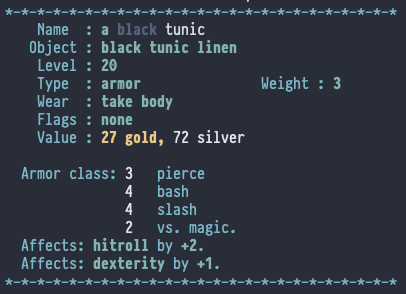 *-*-*-*-*-*-*-*-*-*-*-*-*-*-*-*-*-*-*-*-*-*-*-*-*
Name : a black tunic
Object : black tunic linen
Level : 20
Type : armor Weight : 3
Wear : take body
Flags : none
Value : 27 gold, 72 silver
Armor class: 3 pierce
4 bash
4 slash
2 vs. magic.
Affects: hitroll by +2.
Affects: dexterity by +1.
*-*-*-*-*-*-*-*-*-*-*-*-*-*-*-*-*-*-*-*-*-*-*-*-*